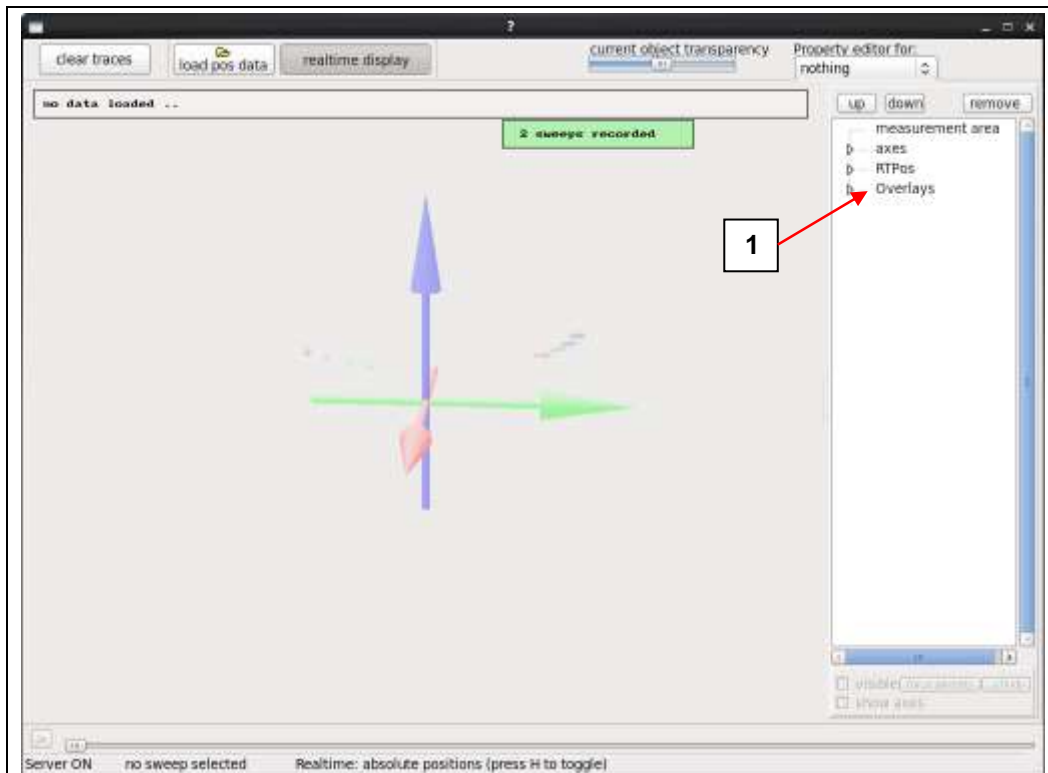 ?
clear traces
load pos data
realtime display
current object transparency
Property editor for:
nothing
no data loaded ..
up down remove
2 sweeps recorded
measurement area
axes
RTPos
Overlays
1
visible
show axes
Server ON no sweep selected Realtime: absolute positions (press H to toggle)